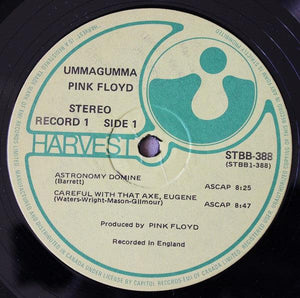 UMMAGUMMA
PINK FLOYD
STEREO
RECORD 1 SIDE 1
HARVEST
STBB-388
(STBB1-388)
ASTRONOMY DOMINE
(Barrett)
ASCAP 8:25
CAREFUL WITH THAT AXE, EUGENE
(Waters-Wright-Mason-Gilmour)
ASCAP 8:47
Produced by PINK FLOYD
Recorded in England